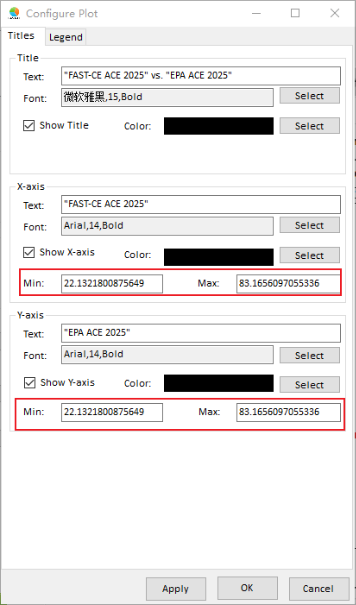 Configure Plot
Titles Legend
Title
Text: "FAST-CE ACE 2025" vs. "EPA ACE 2025"
Font: 微软雅黑,15,Bold Select
Show Title Color: Select
X-axis
Text: "FAST-CE ACE 2025"
Font: Arial,14,Bold Select
Show X-axis Color: Select
Min: 22.1321800875649 Max: 83.1656097055336
Y-axis
Text: "EPA ACE 2025"
Font: Arial,14,Bold Select
Show Y-axis Color: Select
Min: 22.1321800875649 Max: 83.1656097055336
Apply OK Cancel